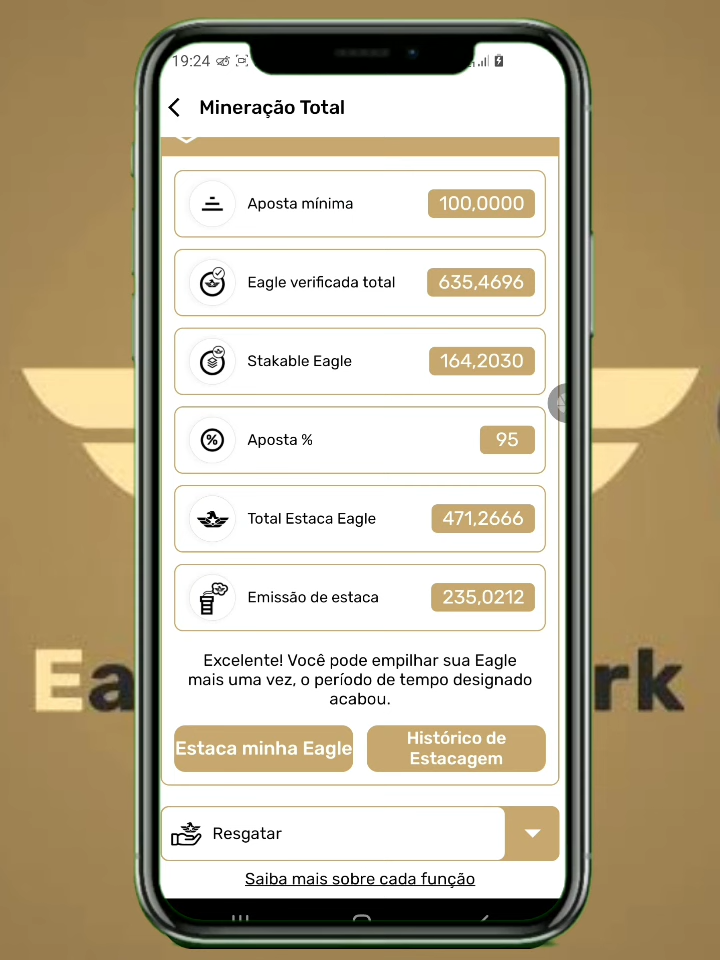 19:24
Mineração Total
Aposta mínima
100,0000
Eagle verificada total
635,4696
Stakable Eagle
164,2030
Aposta %
95
Total Estaca Eagle
471,2666
Emissão de estaca
235,0212
Excelente! Você pode empilhar sua Eagle
mais uma vez, o período de tempo designado
acabou.
Estaca minha Eagle
Histórico de
Estacagem
Ea rk
Resgatar
Saiba mais sobre cada função